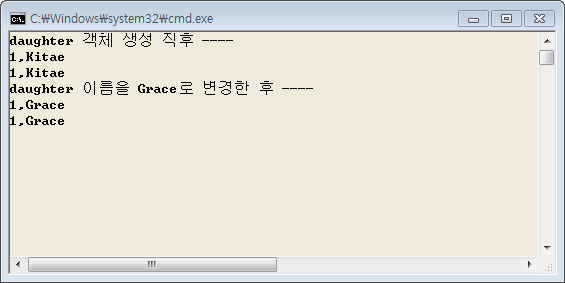 C:₩Windows₩system32₩cmd.exe
daughter 객체 생성 직후 ----
1,Kitae
1,Kitae
daughter 이름을 Grace로 변경한 후 ----
1,Grace
1,Grace